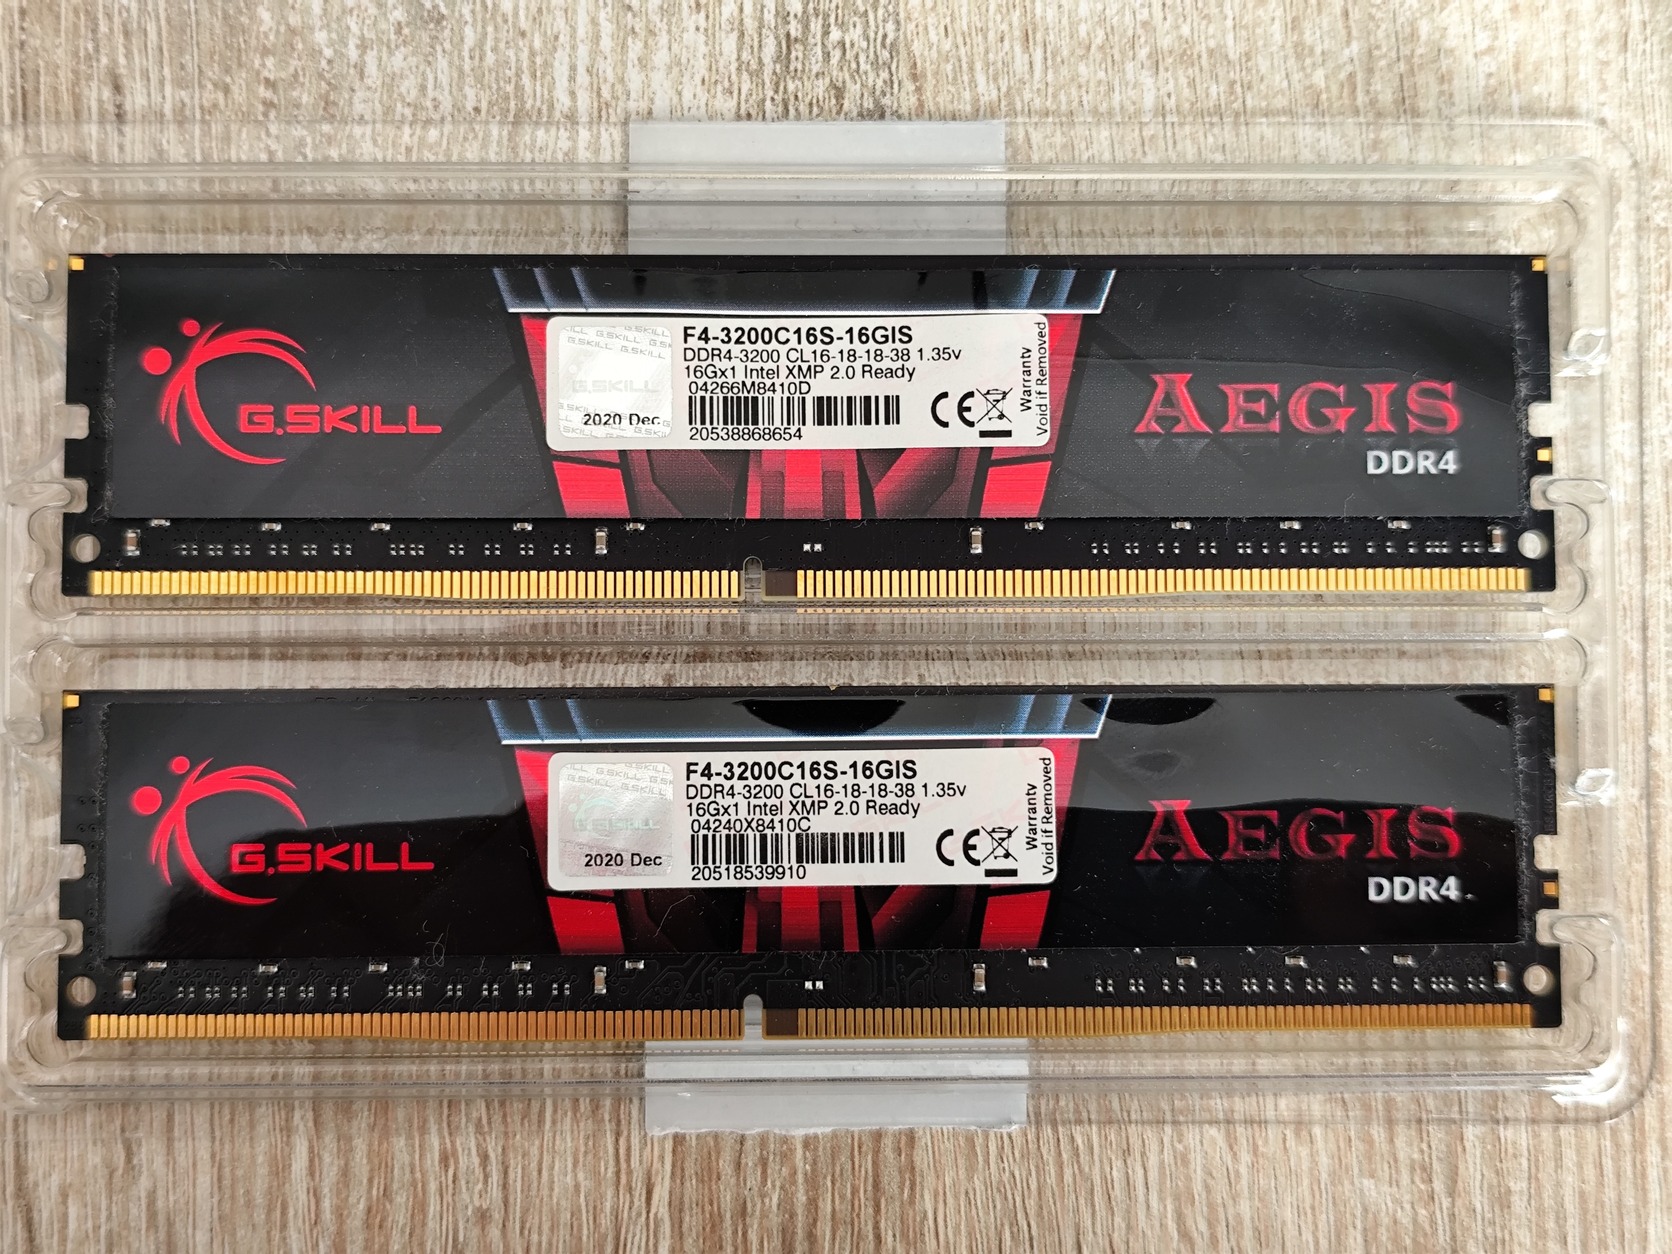 G.SKILL
G.SKILL
2020 Dec
F4-3200C16S-16GIS
DDR4-3200 CL16-18-18-38 1.35v
16Gx1 Intel XMP 2.0 Ready
04266M8410D
20538868654
CE
Warranty
Void if Removed
AEGIS
DDR4
G.SKILL
G.SKILL
2020 Dec
F4-3200C16S-16GIS
DDR4-3200 CL16-18-18-38 1.35v
16Gx1 Intel XMP 2.0 Ready
04240X8410C
20518539910
CE
Warranty
Void if Removed
AEGIS
DDR4